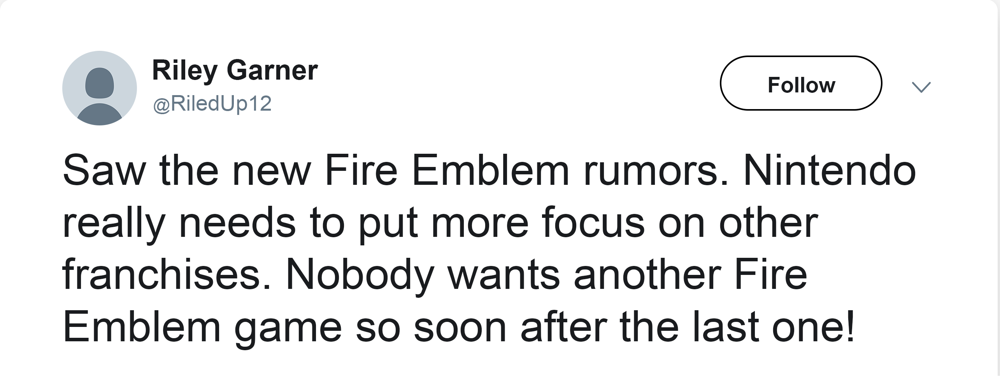 Riley Garner
@RiledUp12
Follow
Saw the new Fire Emblem rumors. Nintendo
really needs to put more focus on other
franchises. Nobody wants another Fire
Emblem game so soon after the last one!